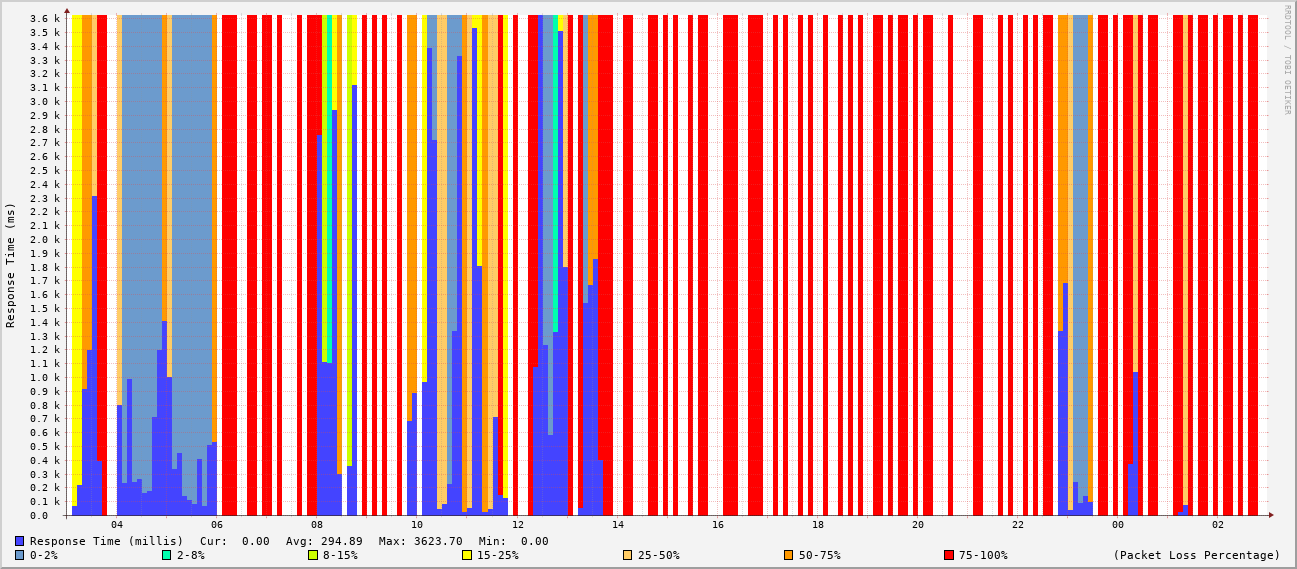 RRDTOOL / TOBI OETIKER
Response Time (ms)
3.6 k
3.5 k
3.4 k
3.3 k
3.2 k
3.1 k
3.0 k
2.9 k
2.8 k
2.7 k
2.6 k
2.5 k
2.4 k
2.3 k
2.2 k
2.1 k
2.0 k
1.9 k
1.8 k
1.7 k
1.6 k
1.5 k
1.4 k
1.3 k
1.2 k
1.1 k
1.0 k
0.9 k
0.8 k
0.7 k
0.6 k
0.5 k
0.4 k
0.3 k
0.2 k
0.1 k
0.0
04 06 08 10 12 14 16 18 20 22 00 02
Response Time (millis) Cur: 0.00 Avg: 294.89 Max: 3623.70 Min: 0.00
0-2% 2-8% 8-15% 15-25% 25-50% 50-75% 75-100% (Packet Loss Percentage)